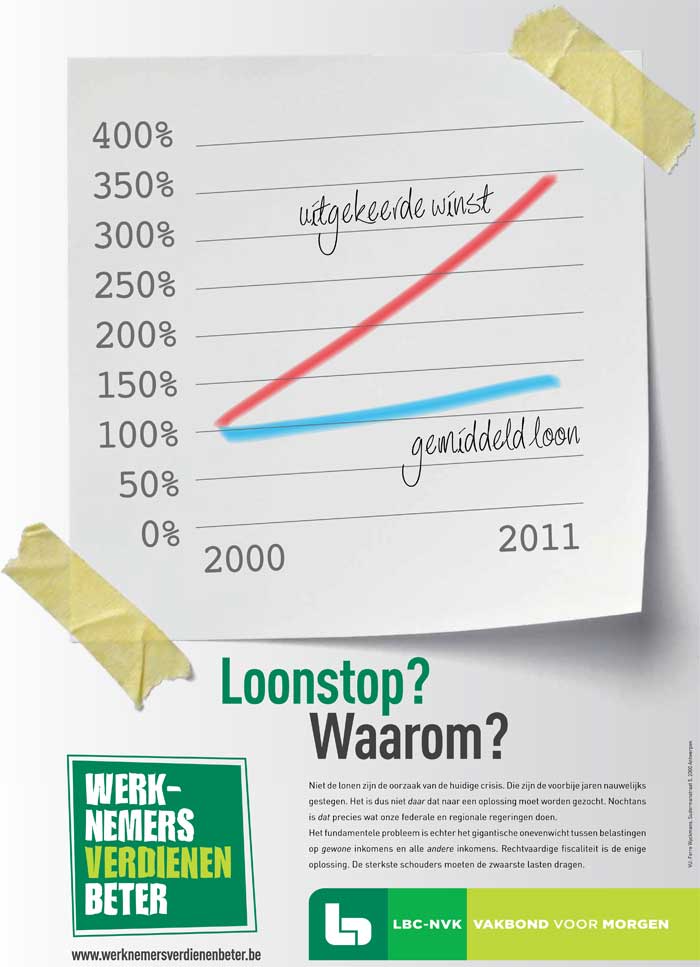 400%
350%
300%
250%
200%
150%
100%
50%
0%
uitgekeerde winst
gemiddeld loon
2000
2011
Loonstop?
Waarom?
Niet de lonen zijn de oorzaak van de huidige crisis. Die zijn de voorbije jaren nauwelijks
gestegen. Het is dus niet daar dat naar een oplossing moet worden gezocht. Nochtans
is dat precies wat onze federale en regionale regeringen doen.
Het fundamentele probleem is echter het gigantische onevenwicht tussen belastingen
op gewone inkomens en alle andere inkomens. Rechtvaardige fiscaliteit is de enige
oplossing. De sterkste schouders moeten de zwaarste lasten dragen.
WERK-
NEMERS
VERDIENEN
BETER
www.werknemersverdienenbeter.be
LBC-NVK
VAKBOND VOOR MORGEN
VU: Ferre Wyckmans, Sudermanstraat 5, 2000 Antwerpen